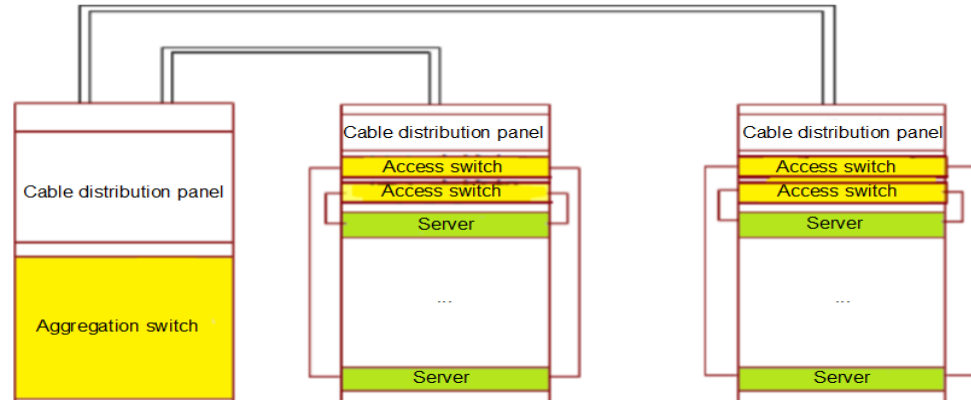 Cable distribution panel
Aggregation switch
Cable distribution panel
Access switch
Access switch
Server
...
Server
Cable distribution panel
Access switch
Access switch
Server
...
Server